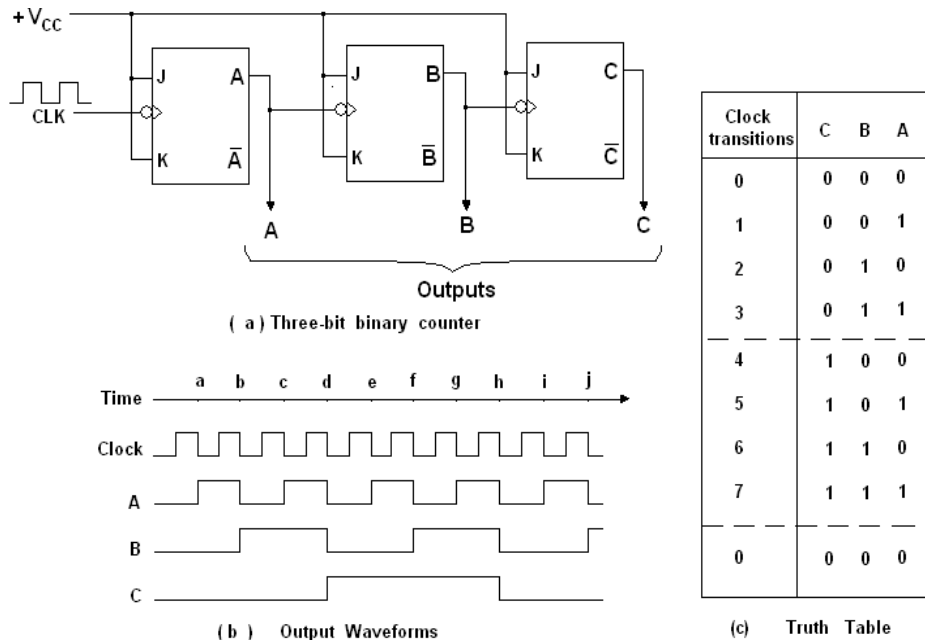 + V_CC
CLK
J
K
A
A̅
J
K
B
B̅
J
K
C
C̅
A
B
C
Outputs
( a ) Three-bit binary counter
Time a b c d e f g h i j
Clock
A
B
C
( b ) Output Waveforms
Clock transitions C B A
0 0 0 0
1 0 0 1
2 0 1 0
3 0 1 1
4 1 0 0
5 1 0 1
6 1 1 0
7 1 1 1
0 0 0 0
(c) Truth Table